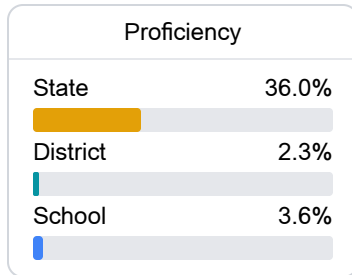 Proficiency
State 36.0%
District 2.3%
School 3.6%